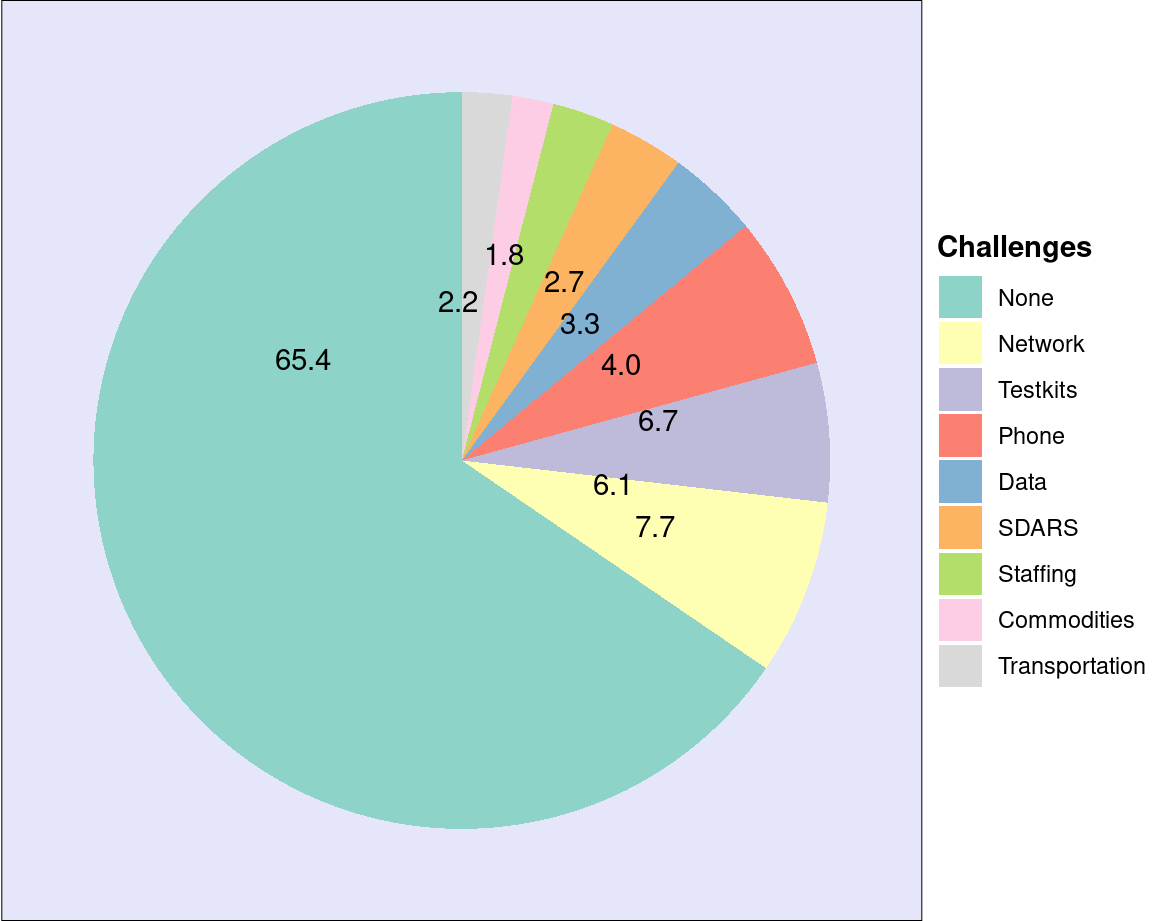 1.8
2.7
2.2
3.3
65.4
4.0
6.7
6.1
7.7
Challenges
None
Network
Testkits
Phone
Data
SDARS
Staffing
Commodities
Transportation